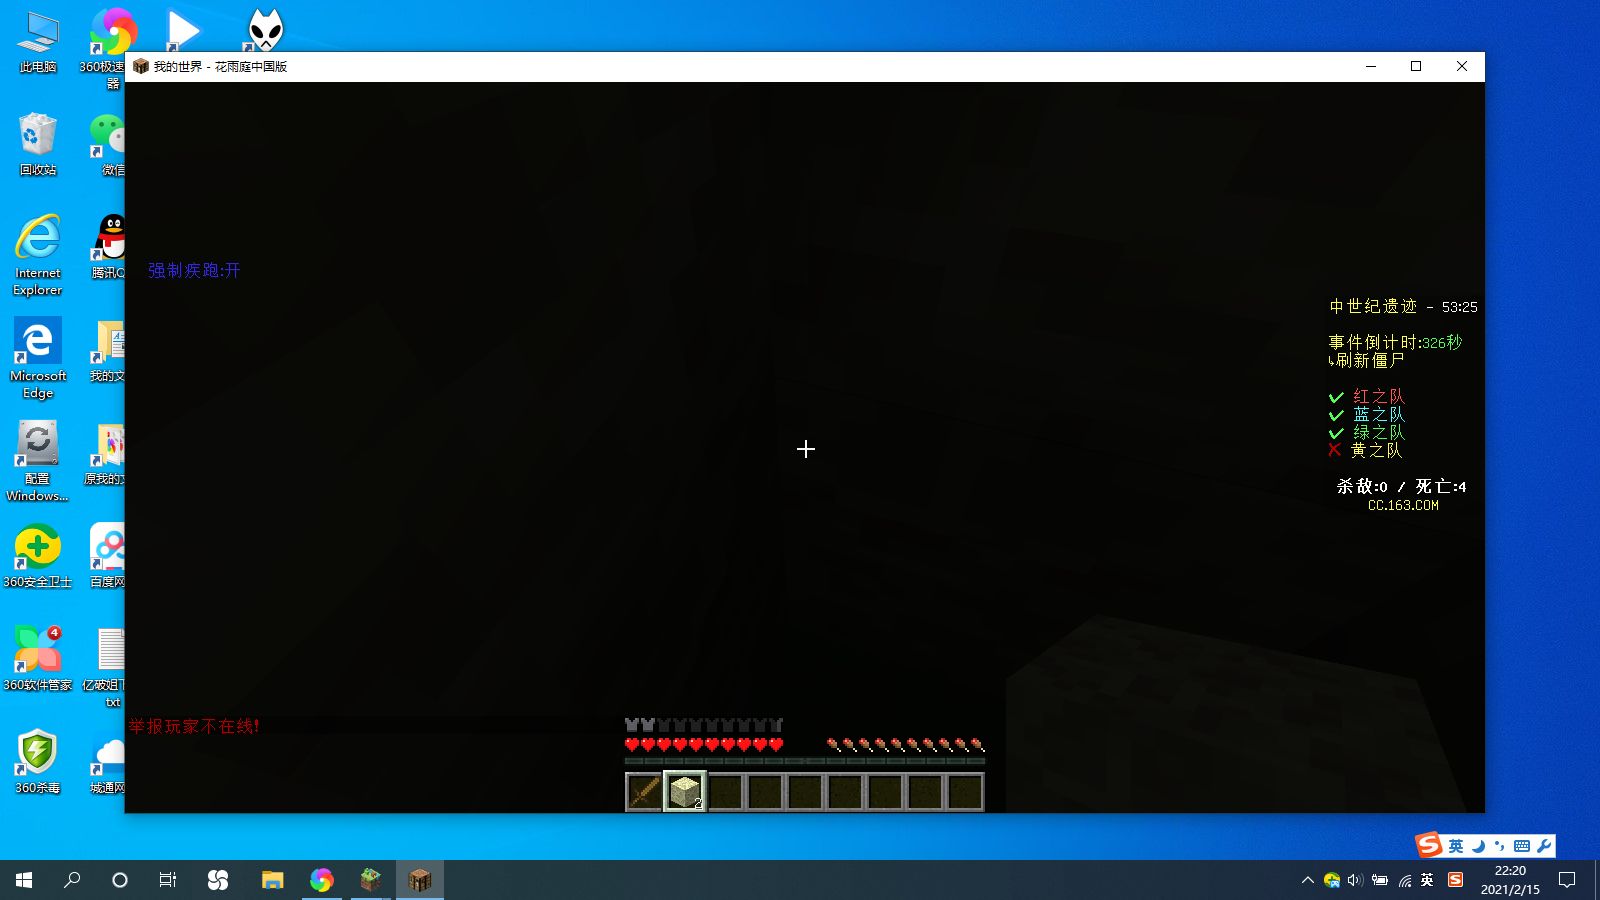 此电脑
360极速
器
回收站
微信
Internet
Explorer
腾讯Q
Microsoft
Edge
我的文
配置
Windows...
原我的文
360安全卫士
百度网
4
360软件管家
亿破姐下
txt
360杀毒
城通网
我的世界 - 花雨庭中国版
强制疾跑:开
中世纪遗迹 - 53:25
事件倒计时:326秒
↳刷新僵尸
✔ 红之队
✔ 蓝之队
✔ 绿之队
✘ 黄之队
杀敌:0 / 死亡:4
CC.163.COM
举报玩家不在线!
2
英
英
22:20
2021/2/15